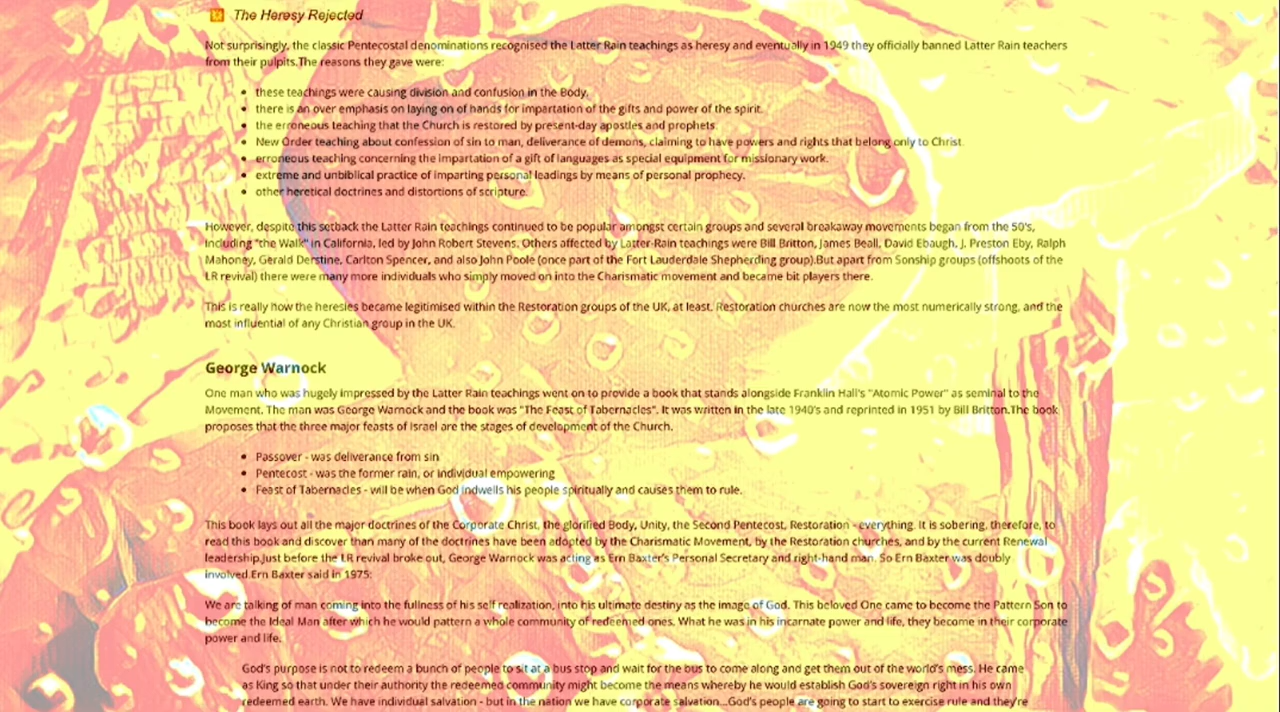 The Heresy Rejected
Not surprisingly, the classic Pentecostal denominations recognised the Latter Rain teachings as heresy and eventually in 1949 they officially banned Latter Rain teachers
from their pulpits.The reasons they gave were:
• these teachings were causing division and confusion in the Body.
• there is an over emphasis on laying on of hands for impartation of the gifts and power of the spirit.
• the erroneous teaching that the Church is restored by present-day apostles and prophets.
• New Order teaching about confession of sin to man, deliverance of demons, claiming to have powers and rights that belong only to Christ.
• erroneous teaching concerning the impartation of a gift of languages as special equipment for missionary work.
• extreme and unbiblical practice of imparting personal leadings by means of personal prophecy.
• other heretical doctrines and distortions of scripture.
However, despite this setback the Latter Rain teachings continued to be popular amongst certain groups and several breakaway movements began from the 50's,
including "the Walk" in California, led by John Robert Stevens. Others affected by Latter-Rain teachings were Bill Britton, James Beall, David Ebaugh, J. Preston Eby, Ralph
Mahoney, Gerald Derstine, Carlton Spencer, and also John Poole (once part of the Fort Lauderdale Shepherding group).But apart from Sonship groups (offshoots of the
LR revival) there were many more individuals who simply moved on into the Charismatic movement and became bit players there.
This is really how the heresies became legitimised within the Restoration groups of the UK, at least. Restoration churches are now the most numerically strong, and the
most influential of any Christian group in the UK.
George Warnock
One man who was hugely impressed by the Latter Rain teachings went on to provide a book that stands alongside Franklin Hall's "Atomic Power" as seminal to the
Movement. The man was George Warnock and the book was "The Feast of Tabernacles". It was written in the late 1940's and reprinted in 1951 by Bill Britton.The book
proposes that the three major feasts of Israel are the stages of development of the Church.
• Passover - was deliverance from sin
• Pentecost - was the former rain, or individual empowering
• Feast of Tabernacles - will be when God indwells his people spiritually and causes them to rule.
This book lays out all the major doctrines of the Corporate Christ, the glorified Body, Unity, the Second Pentecost, Restoration - everything. It is sobering, therefore, to
read this book and discover than many of the doctrines have been adopted by the Charismatic Movement, by the Restoration churches, and by the current Renewal
leadership.Just before the LR revival broke out, George Warnock was acting as Ern Baxter's Personal Secretary and right-hand man. So Ern Baxter was doubly
involved.Ern Baxter said in 1975:
We are talking of man coming into the fullness of his self realization, into his ultimate destiny as the image of God. This beloved One came to become the Pattern Son to
become the Ideal Man after which he would pattern a whole community of redeemed ones. What he was in his incarnate power and life, they become in their corporate
power and life.
God's purpose is not to redeem a bunch of people to sit at a bus stop and wait for the bus to come along and get them out of the world's mess. He came
as King so that under their authority the redeemed community might become the means whereby he would establish God's sovereign right in his own
redeemed earth. We have individual salvation - but in the nation we have corporate salvation...God's people are going to start to exercise rule and they're